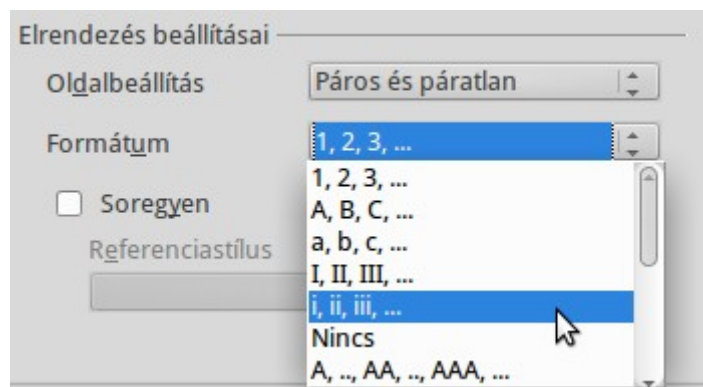 Elrendezés beállításai
Oldalbeállítás Páros és páratlan
Formátum 1, 2, 3, ...
1, 2, 3, ...
Soregyen A, B, C, ...
Referenciastílus a, b, c, ...
I, II, III, ...
i, ii, iii, ...
Nincs
A, .., AA, .., AAA, ...